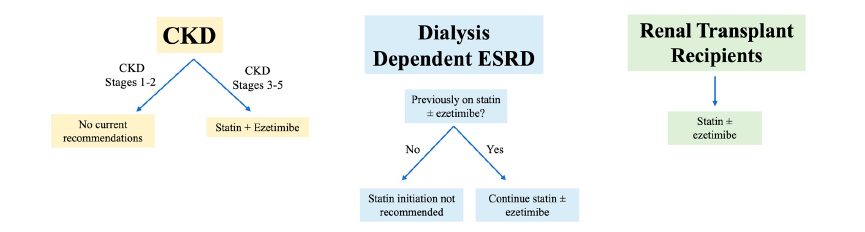 CKD
CKD
Stages 1-2
CKD
Stages 3-5
No current
recommendations
Statin + Ezetimibe
Dialysis
Dependent ESRD
Previously on statin
± ezetimibe?
No
Yes
Statin initiation not
recommended
Continue statin ±
ezetimibe
Renal Transplant
Recipients
Statin ±
ezetimibe